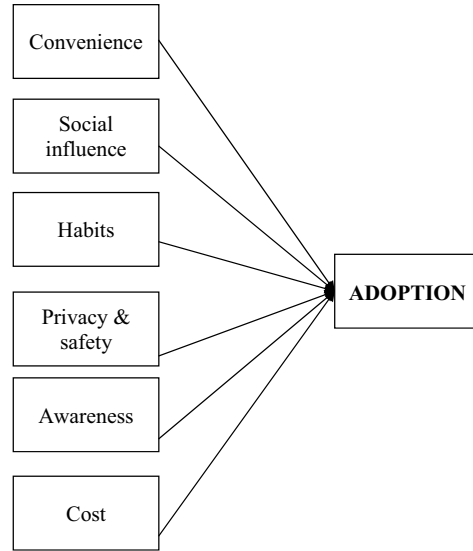 Convenience
Social
influence
Habits
ADOPTION
Privacy &
safety
Awareness
Cost